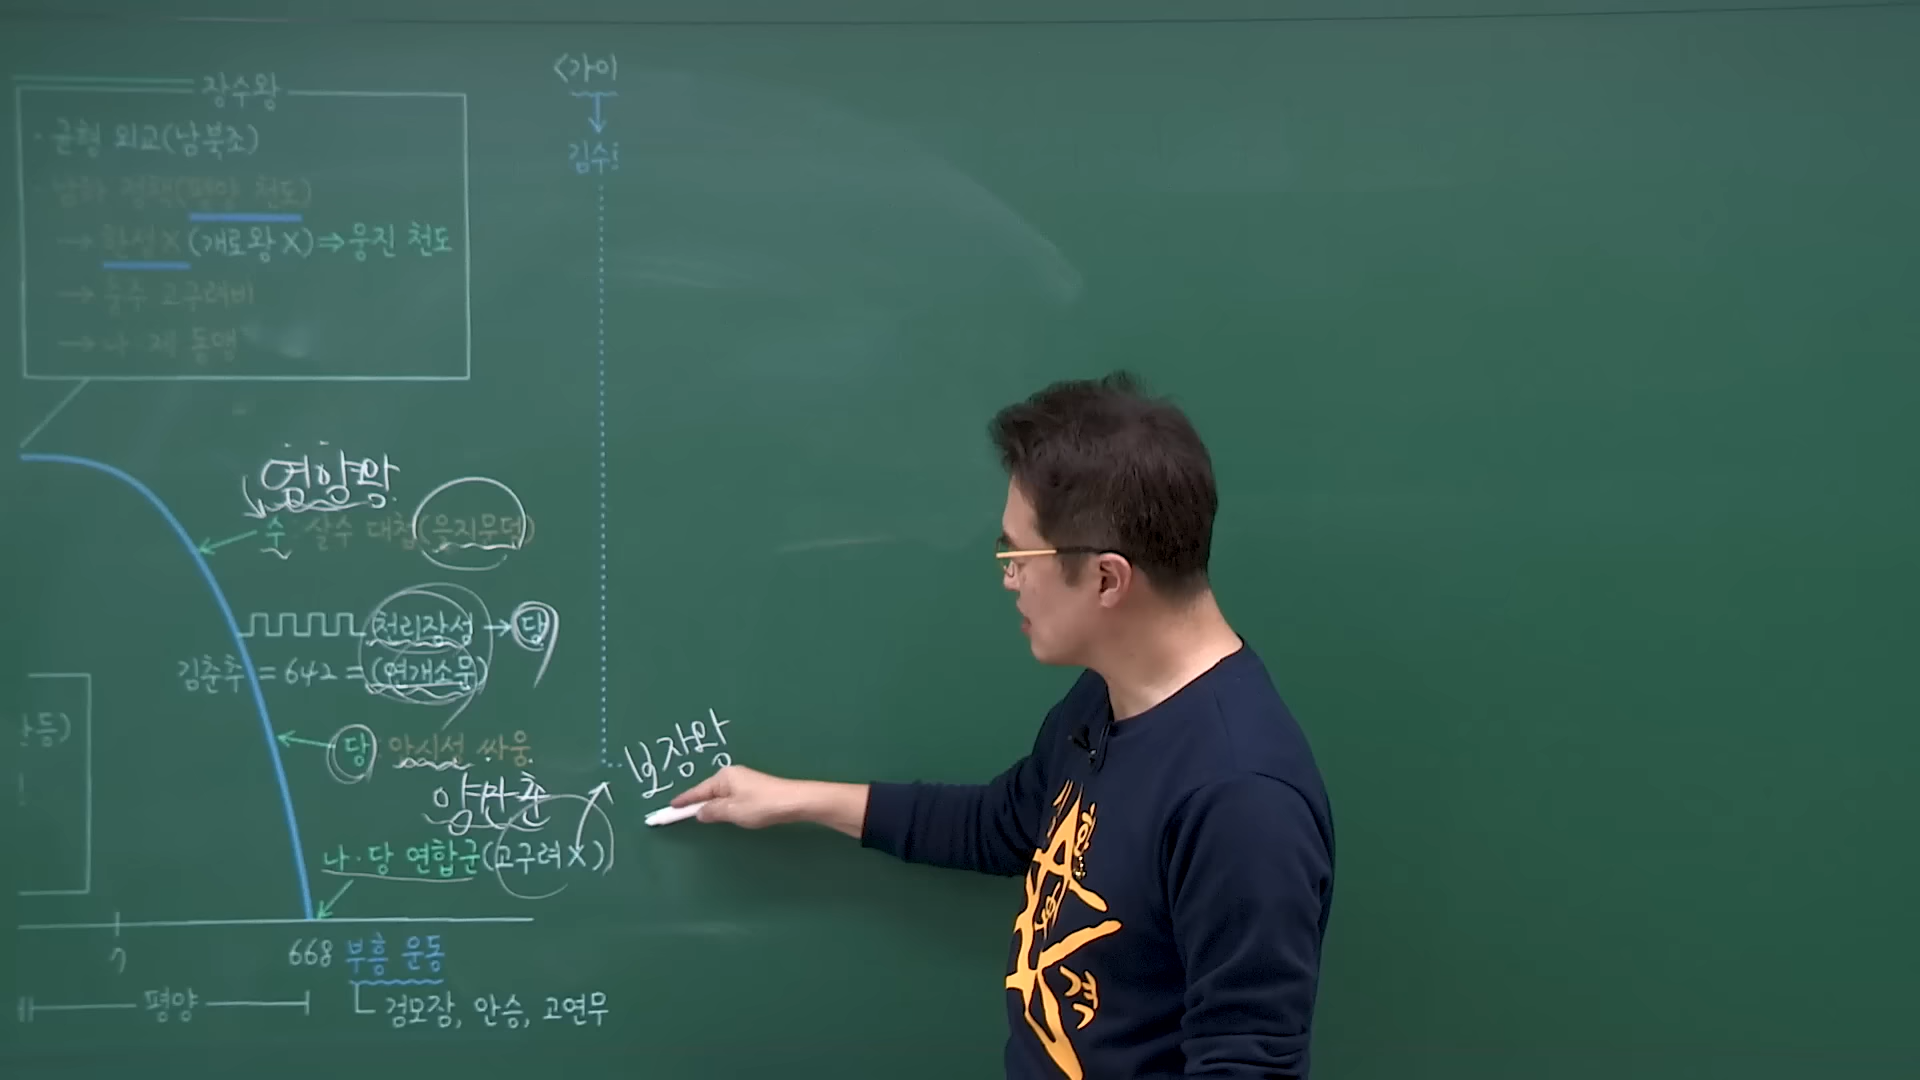 장수왕
· 균형 외교(남북조)
· 남하 정책(평양 천도)
→ 한성X (개로왕X) ⇒ 웅진 천도
→ 충주 고구려비
→ 나·제 동맹
<가야
↓
김수
영양왕
수: 살수 대첩(을지문덕)
천리장성 → 당
김춘추 = 642 = (연개소문)
당: 안시성 싸움
양만춘
보장왕
나·당 연합군(고구려X)
668 부흥 운동
평양
검모잠, 안승, 고연무